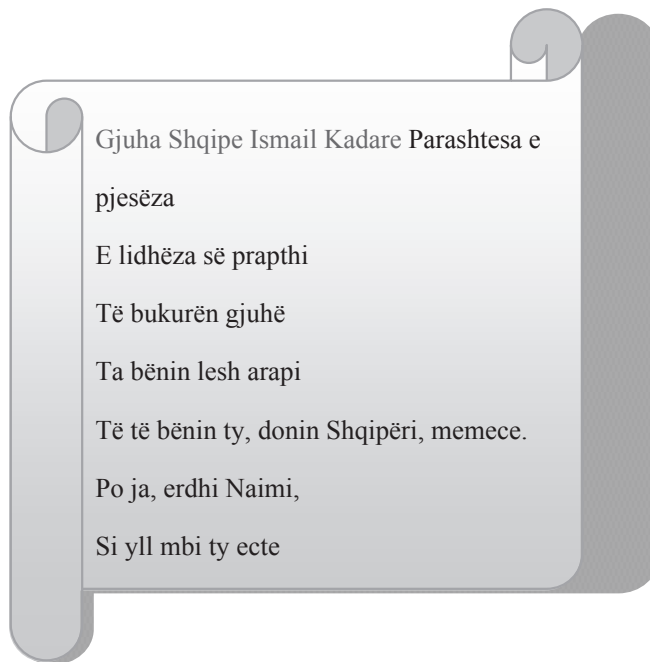 Gjuha Shqipe Ismail Kadare Parashtesa e
pjesëza
E lidhëza së prapthi
Të bukurën gjuhë
Ta bënin lesh arapi
Të të bënin ty, donin Shqipëri, memece.
Po ja, erdhi Naimi,
Si yll mbi ty ecte